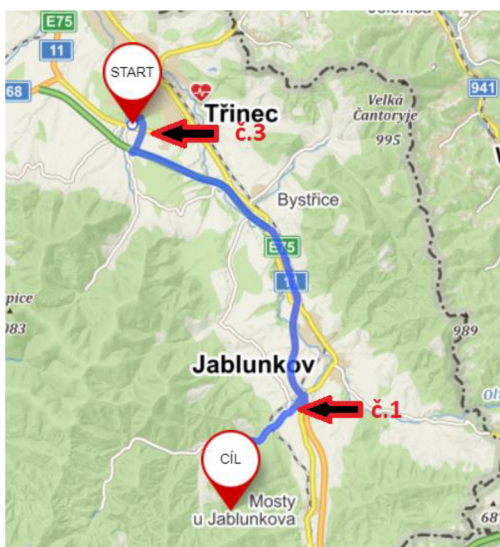 E75
11
START
68
941
Třinec
Velká
Čantoryje
995
č.3
Bystřice
E75
11
989
Jablunkov
č.1
CÍL
Mosty
u Jablunkova